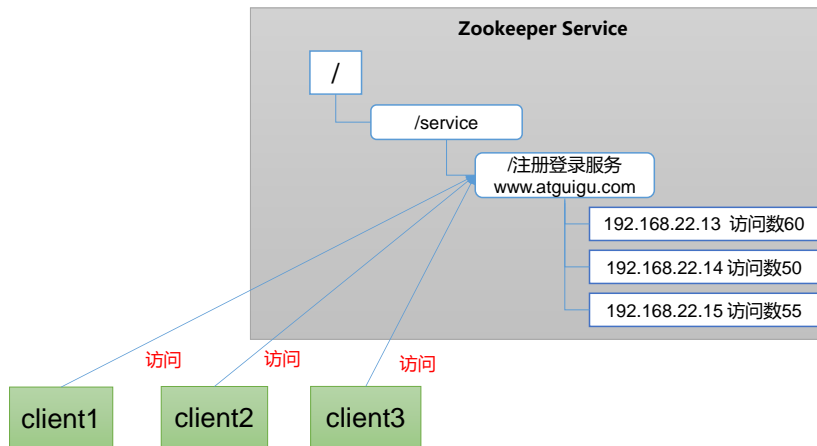 Zookeeper Service
/
/service
/注册登录服务
www.atguigu.com
192.168.22.13 访问数60
192.168.22.14 访问数50
192.168.22.15 访问数55
访问
访问
访问
client1
client2
client3